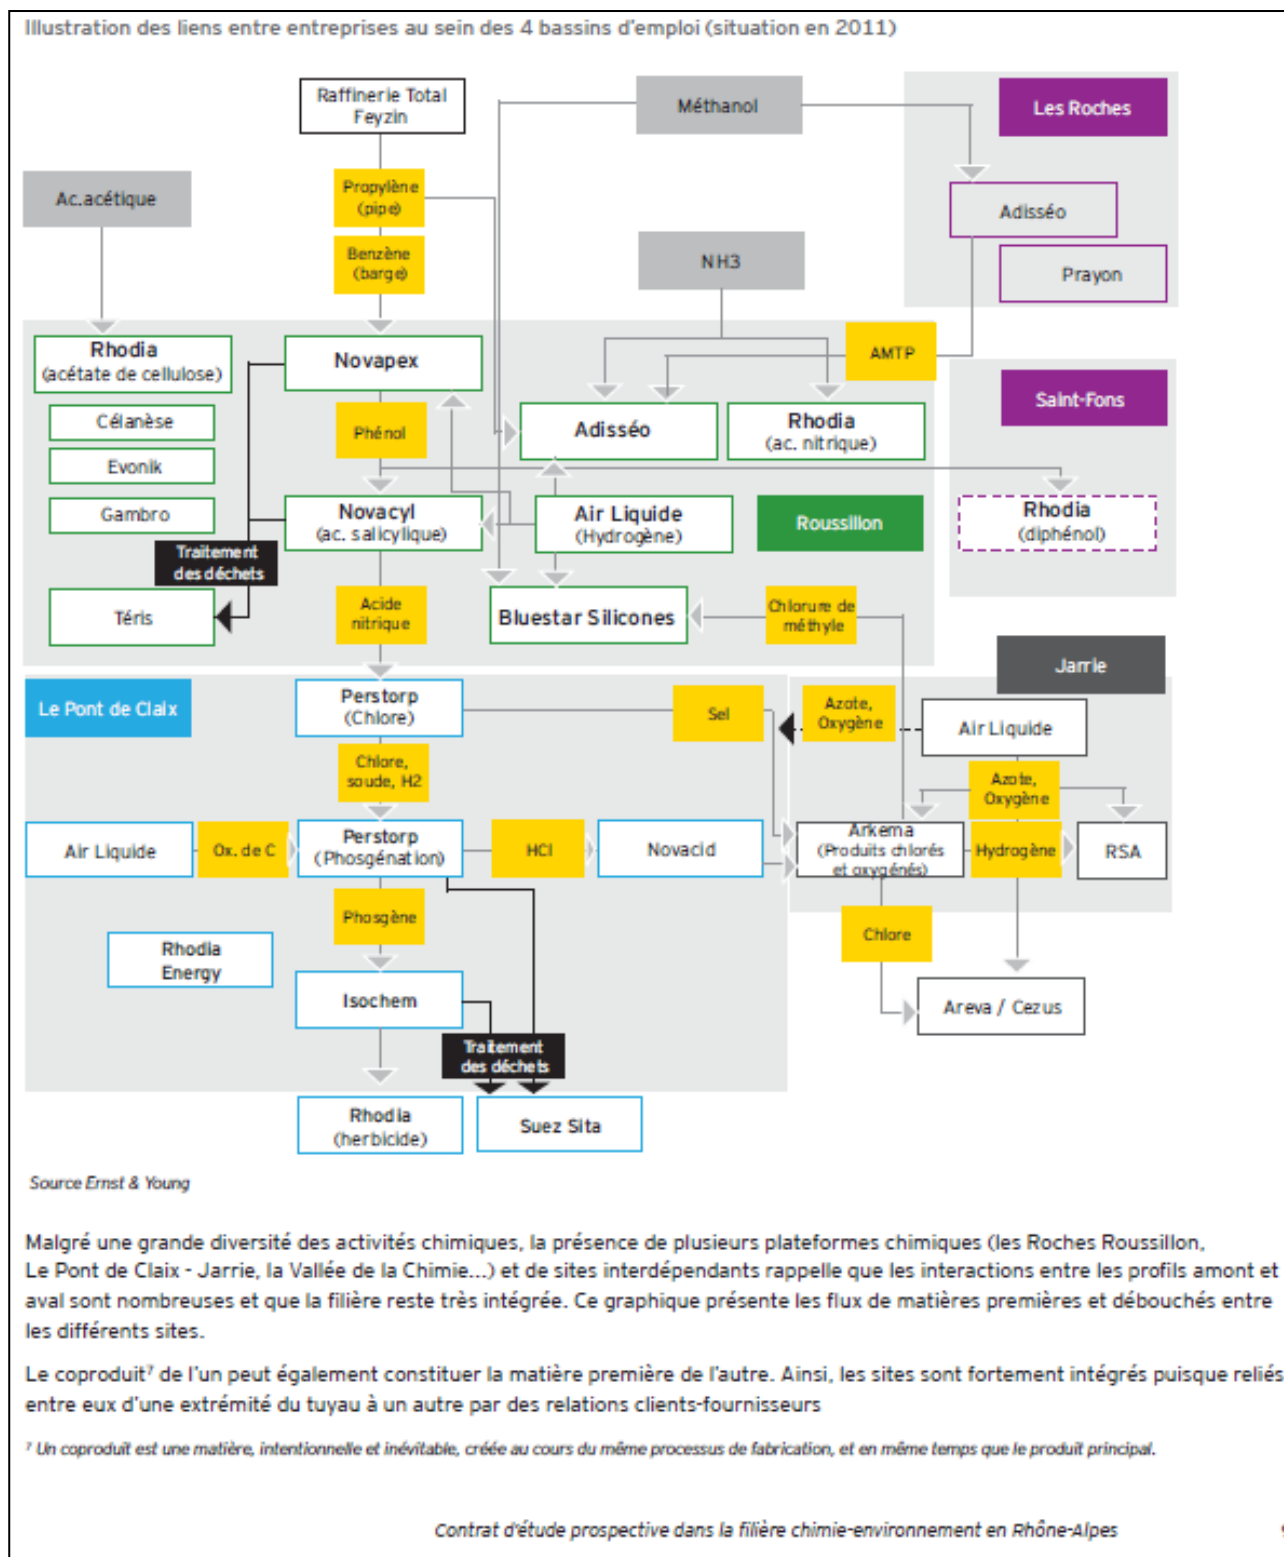 Illustration des liens entre entreprises au sein des 4 bassins d'emploi (situation en 2011)
Raffinerie Total
Feyzin
Méthanol
Les Roches
Propylène
(pipe)
Ac.acétique
Adisséo
Benzène
(barge)
NH3
Prayon
Rhodia
(acétate de cellulose)
Novapex
AMTP
Célanèse
Phénol
Adisséo
Rhodia
(ac. nitrique)
Saint-Fons
Evonik
Gambro
Novacyl
(ac. salicylique)
Air Liquide
(Hydrogène)
Roussillon
Rhodia
(diphénol)
Traitement
des déchets
Téris
Acide
nitrique
Bluestar Silicones
Chlorure de
méthyle
Jarrie
Le Pont de Claix
Perstorp
(Chlore)
Sel
Azote,
Oxygène
Air Liquide
Chlore,
soude, H2
Azote,
Oxygène
Air Liquide
Ox. de C
Perstorp
(Phosgénation)
HCl
Novacid
Arkema
(Produits chlorés
et oxygénés)
Hydrogène
RSA
Phosgène
Chlore
Rhodia
Energy
Isochem
Areva / Cezus
Traitement
des déchets
Rhodia
(herbicide)
Suez Sita
Source Ernst & Young
Malgré une grande diversité des activités chimiques, la présence de plusieurs plateformes chimiques (les Roches Roussillon,
Le Pont de Claix - Jarrie, la Vallée de la Chimie...) et de sites interdépendants rappelle que les interactions entre les profils amont et
aval sont nombreuses et que la filière reste très intégrée. Ce graphique présente les flux de matières premières et débouchés entre
les différents sites.
Le coproduit⁷ de l'un peut également constituer la matière première de l'autre. Ainsi, les sites sont fortement intégrés puisque reliés
entre eux d'une extrémité du tuyau à un autre par des relations clients-fournisseurs
⁷ Un coproduit est une matière, intentionnelle et inévitable, créée au cours du même processus de fabrication, et en même temps que le produit principal.
Contrat d'étude prospective dans la filière chimie-environnement en Rhône-Alpes